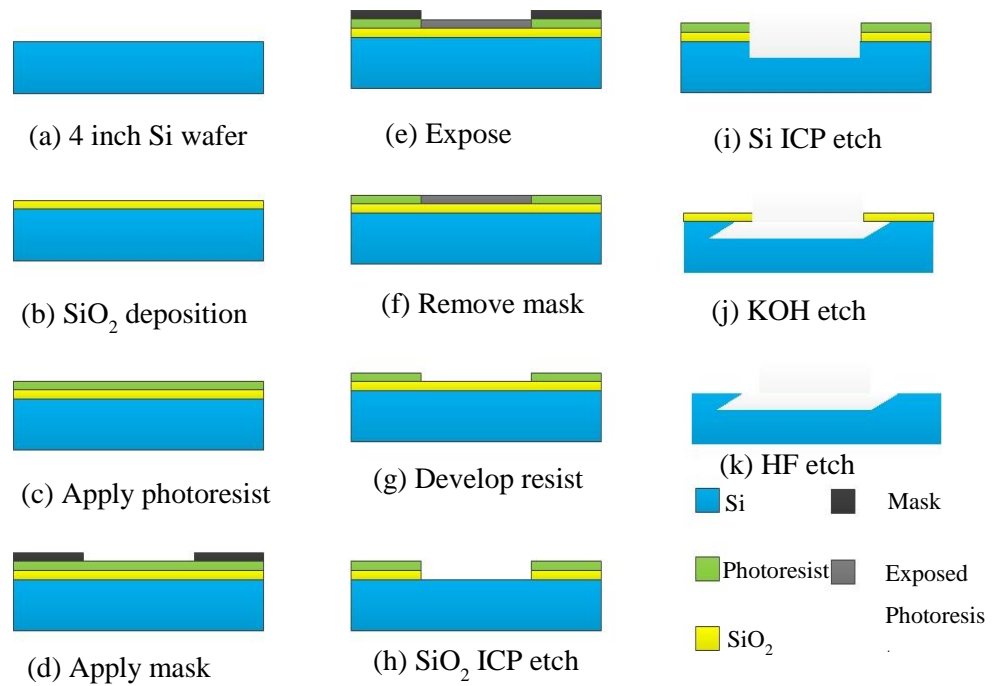 (a) 4 inch Si wafer
(b) SiO₂ deposition
(c) Apply photoresist
(d) Apply mask
(e) Expose
(f) Remove mask
(g) Develop resist
(h) SiO₂ ICP etch
(i) Si ICP etch
(j) KOH etch
(k) HF etch
Si
Mask
Photoresist
Exposed
Photoresis
SiO₂